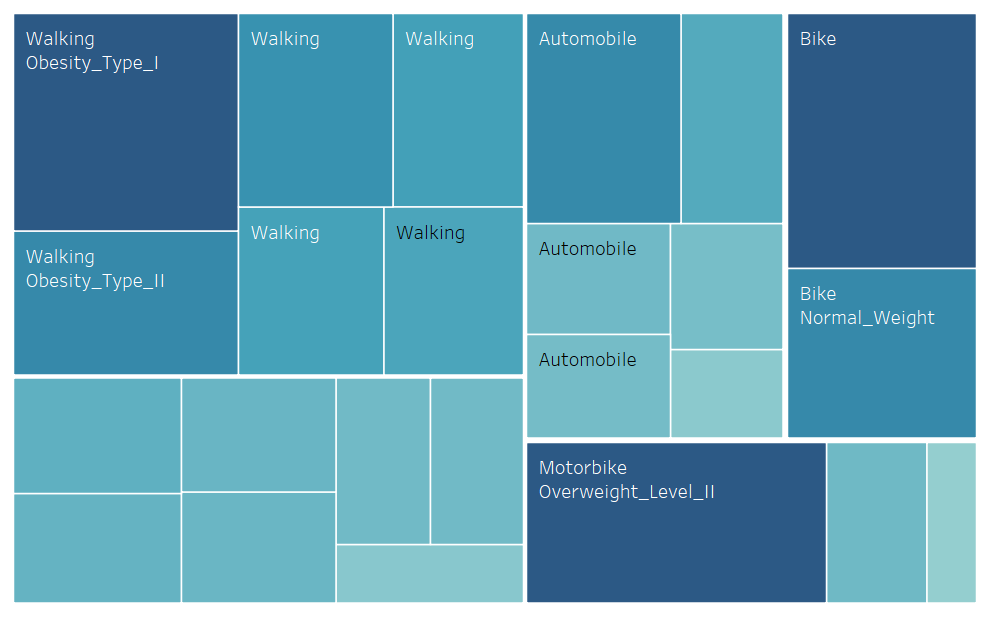 Walking
Obesity_Type_I
Walking
Walking
Walking
Obesity_Type_II
Walking
Walking
Automobile
Automobile
Automobile
Bike
Bike
Normal_Weight
Motorbike
Overweight_Level_II